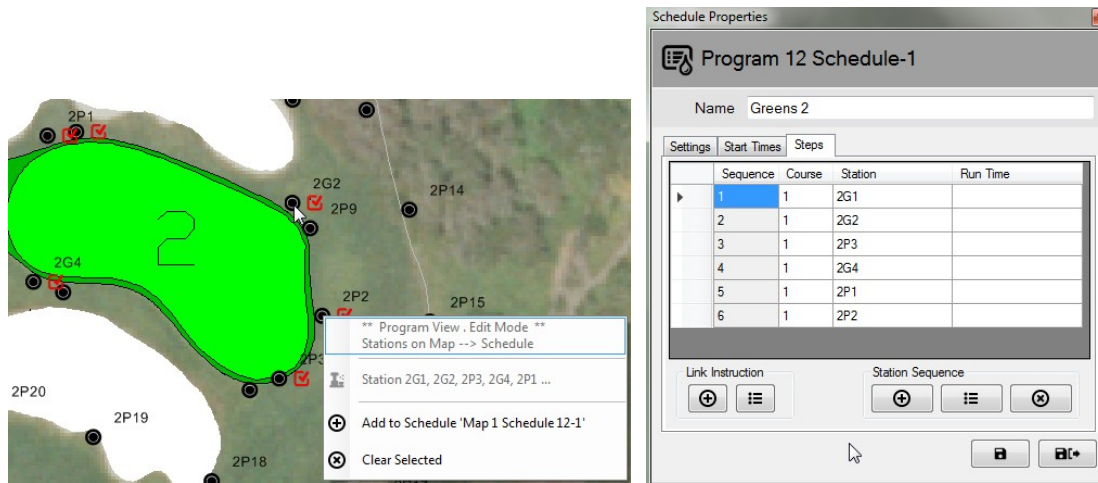 2P1
2G2
2P14
2P9
2G4
2P2
2P15
** Program View . Edit Mode **
Stations on Map --> Schedule
Station 2G1, 2G2, 2P3, 2G4, 2P1 ...
Add to Schedule 'Map 1 Schedule 12-1'
Clear Selected
2
2P3
2P20
2P19
2P18
Schedule Properties
Program 12 Schedule-1
Name Greens 2
Settings Start Times Steps
Sequence Course Station Run Time
1 1 2G1
2 1 2G2
3 1 2P3
4 1 2G4
5 1 2P1
6 1 2P2
Link Instruction Station Sequence